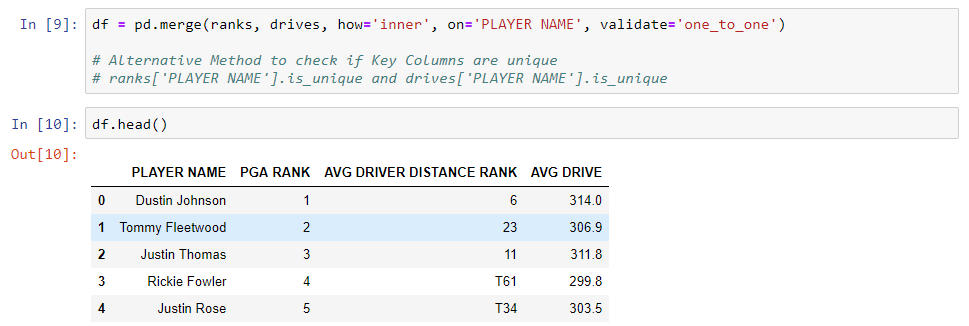 In [9]: df = pd.merge(ranks, drives, how='inner', on='PLAYER NAME', validate='one_to_one')
# Alternative Method to check if Key Columns are unique
# ranks['PLAYER NAME'].is_unique and drives['PLAYER NAME'].is_unique
In [10]: df.head()
Out[10]:
PLAYER NAME PGA RANK AVG DRIVER DISTANCE RANK AVG DRIVE
0 Dustin Johnson 1 6 314.0
1 Tommy Fleetwood 2 23 306.9
2 Justin Thomas 3 11 311.8
3 Rickie Fowler 4 T61 299.8
4 Justin Rose 5 T34 303.5